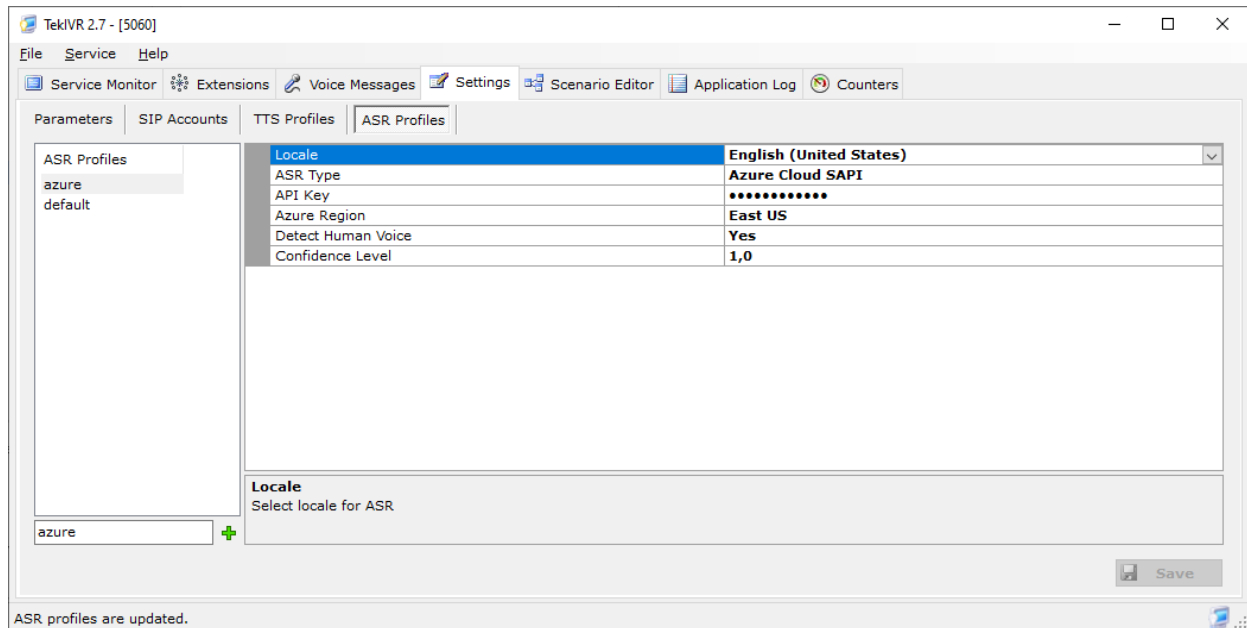 TekIVR 2.7 - [5060]
File Service Help
Service Monitor Extensions Voice Messages Settings Scenario Editor Application Log Counters
Parameters SIP Accounts TTS Profiles ASR Profiles
ASR Profiles
azure
default
Locale English (United States)
ASR Type Azure Cloud SAPI
API Key ••••••••••••
Azure Region East US
Detect Human Voice Yes
Confidence Level 1,0
Locale
Select locale for ASR
azure
Save
ASR profiles are updated.